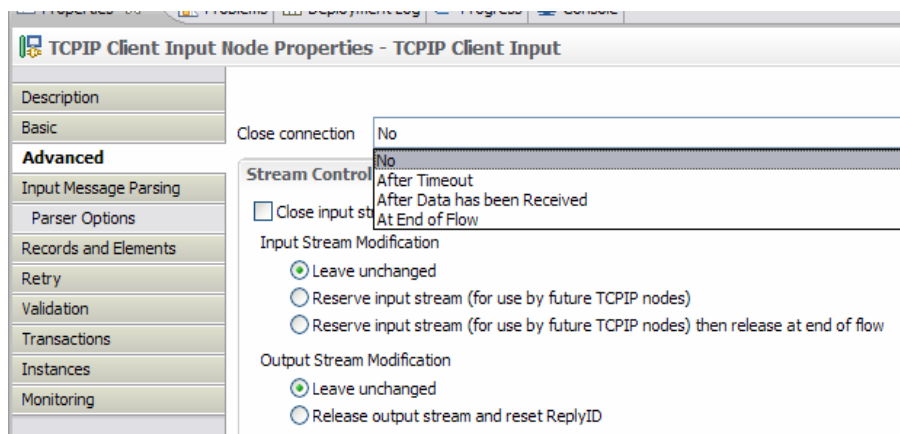 TCPIP Client Input Node Properties - TCPIP Client Input
Description
Basic
Advanced
Input Message Parsing
Parser Options
Records and Elements
Retry
Validation
Transactions
Instances
Monitoring
Close connection No
No
After Timeout
After Data has been Received
At End of Flow
Stream Control
Close input
Input Stream Modification
Leave unchanged
Reserve input stream (for use by future TCPIP nodes)
Reserve input stream (for use by future TCPIP nodes) then release at end of flow
Output Stream Modification
Leave unchanged
Release output stream and reset ReplyID